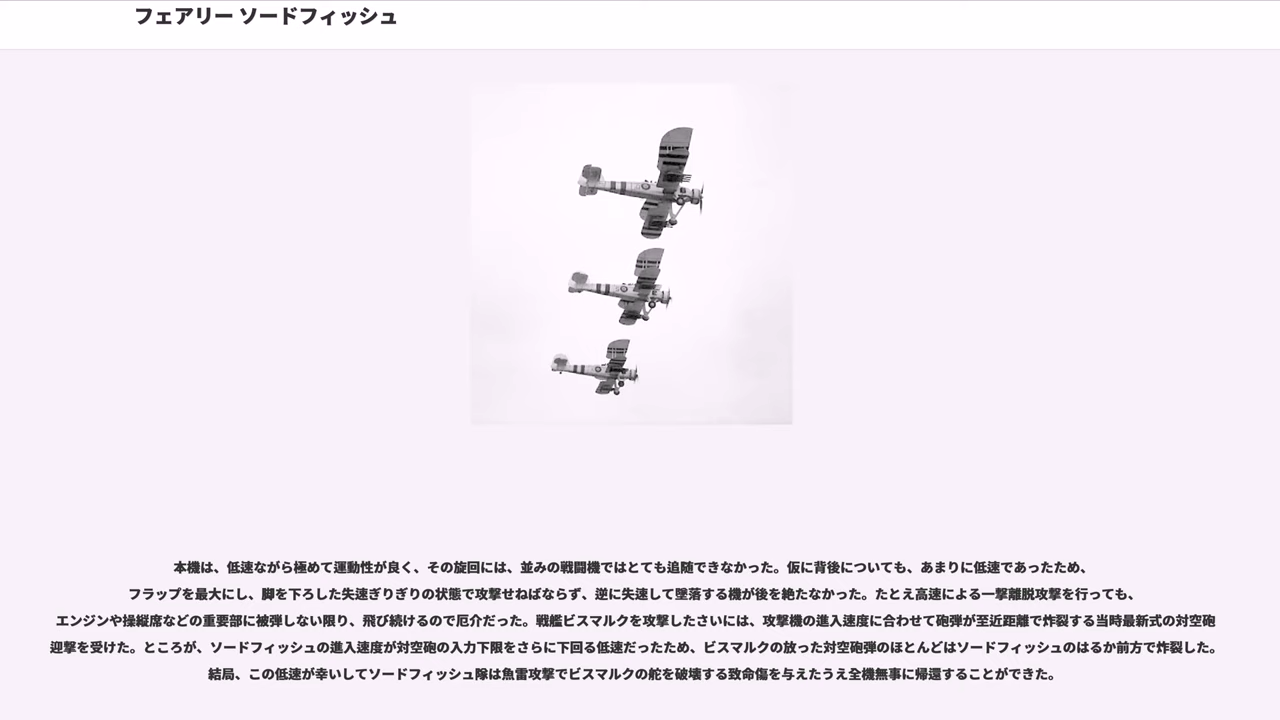 フェアリー ソードフィッシュ
本機は、低速ながら極めて運動性が良く、その旋回には、並みの戦闘機ではとても追随できなかった。仮に背後についても、あまりに低速であったため、
フラップを最大にし、脚を下ろした失速ぎりぎりの状態で攻撃せねばならず、逆に失速して墜落する機が後を絶たなかった。たとえ高速による一撃離脱攻撃を行っても、
エンジンや操縦席などの重要部に被弾しない限り、飛び続けるので厄介だった。戦艦ビスマルクを攻撃したさいには、攻撃機の進入速度に合わせて砲弾が至近距離で炸裂する当時最新式の対空砲
迎撃を受けた。ところが、ソードフィッシュの進入速度が対空砲の入力下限をさらに下回る低速だったため、ビスマルクの放った対空砲弾のほとんどはソードフィッシュのはるか前方で炸裂した。
結局、この低速が幸いしてソードフィッシュ隊は魚雷攻撃でビスマルクの舵を破壊する致命傷を与えたうえ全機無事に帰還することができた。